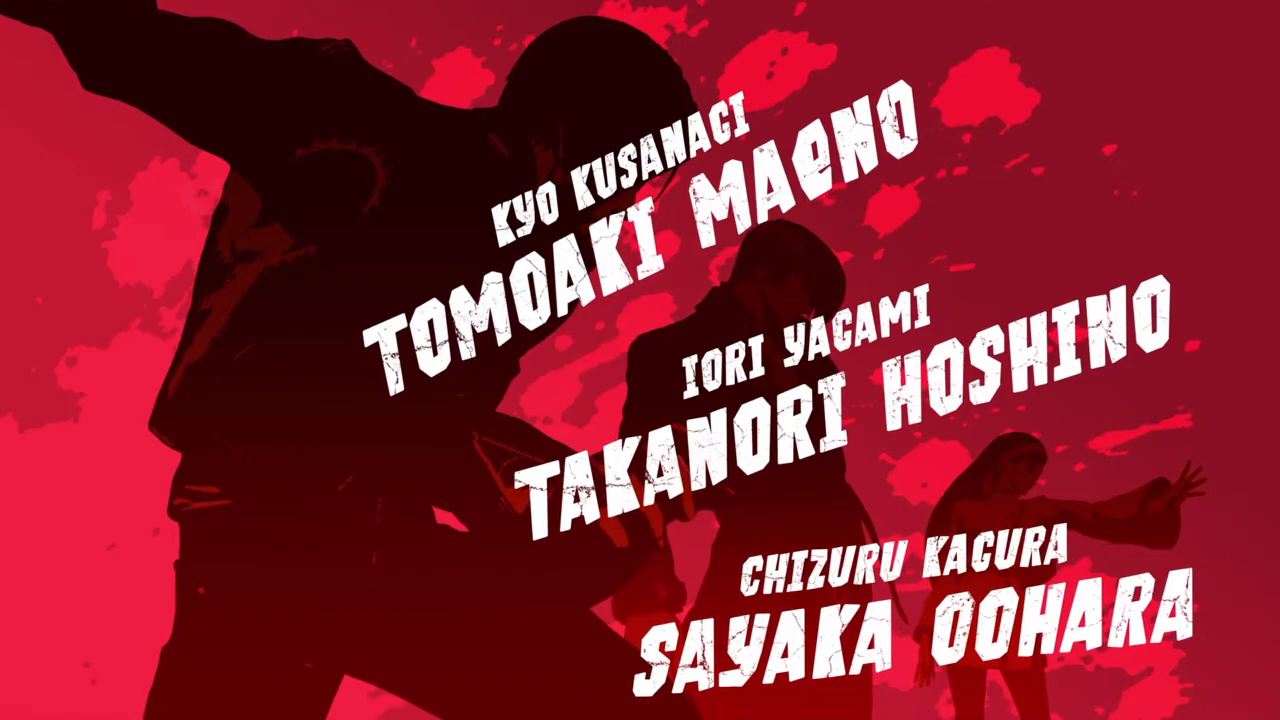 KYO KUSANAGI
TOMOAKI MAENO
IORI YAGAMI
TAKANORI HOSHINO
CHIZURU KAGURA
SAYAKA OOHARA